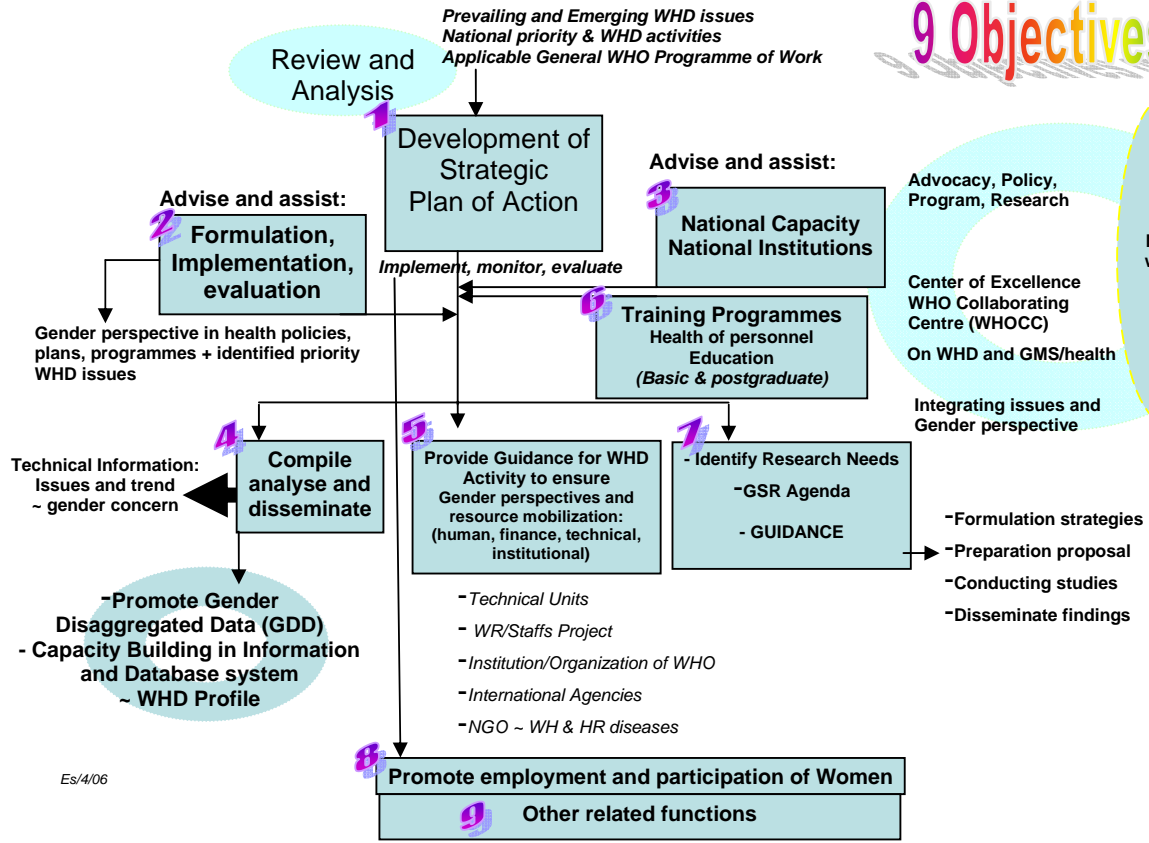 Prevailing and Emerging WHD issues
National priority & WHD activities
Applicable General WHO Programme of Work
9 Objectives
Review and
Analysis
1
Development of
Strategic
Plan of Action
Advise and assist:
2
Formulation,
Implementation,
evaluation
Advise and assist:
3
National Capacity
National Institutions
Advocacy, Policy,
Program, Research
Center of Excellence
WHO Collaborating
Centre (WHOCC)
On WHD and GMS/health
Integrating issues and
Gender perspective
Implement, monitor, evaluate
6
Training Programmes
Health of personnel
Education
(Basic & postgraduate)
Gender perspective in health policies,
plans, programmes + identified priority
WHD issues
4
Compile
analyse and
disseminate
Technical Information:
Issues and trend
~ gender concern
5
Provide Guidance for WHD
Activity to ensure
Gender perspectives and
resource mobilization:
(human, finance, technical,
institutional)
7
- Identify Research Needs
-GSR Agenda
- GUIDANCE
-Formulation strategies
-Preparation proposal
-Conducting studies
-Disseminate findings
-Promote Gender
Disaggregated Data (GDD)
- Capacity Building in Information
and Database system
~ WHD Profile
-Technical Units
- WR/Staffs Project
-Institution/Organization of WHO
-International Agencies
-NGO ~ WH & HR diseases
Es/4/06
8
Promote employment and participation of Women
9
Other related functions